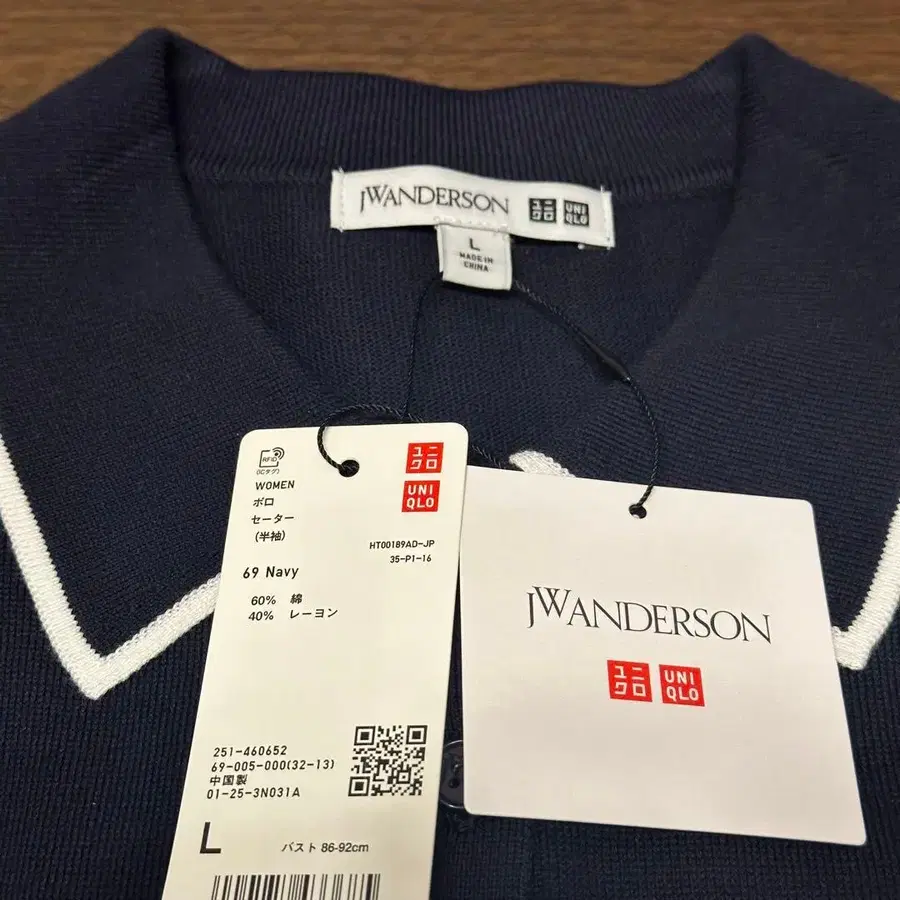 JWANDERSON
ユニクロ
UNIQLO
L
MADE IN
CHINA
RFID
(ICタグ)
ユニクロ
UNIQLO
WOMEN
ポロ
セーター
(半袖)
HT00189AD-JP
35-P1-16
69 Navy
60% 綿
40% レーヨン
251-460652
69-005-000(32-13)
中国製
01-25-3N031A
L
バスト 86-92cm
JWANDERSON
ユニクロ
UNIQLO